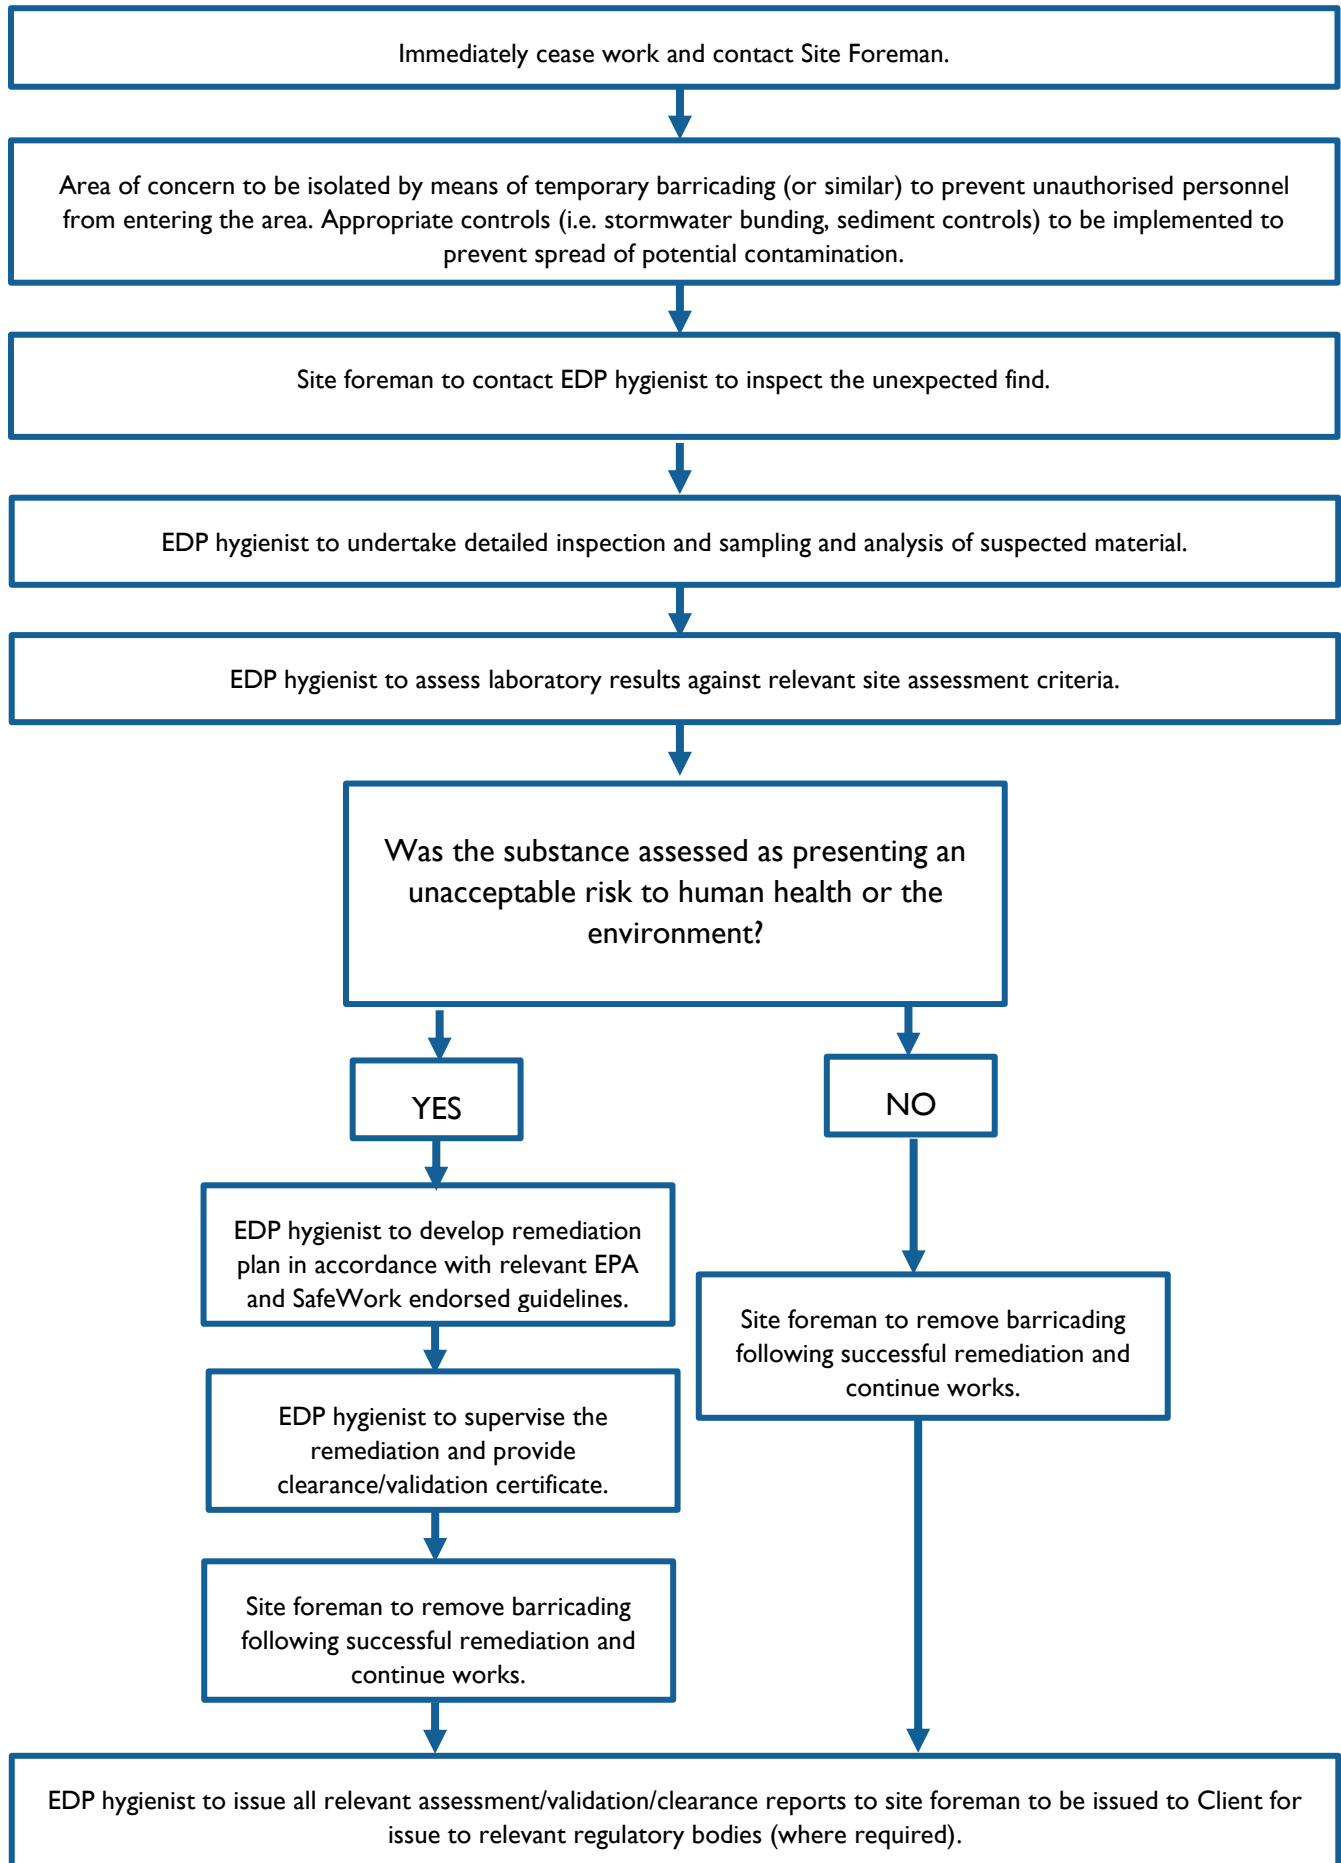 Immediately cease work and contact Site Foreman.
Area of concern to be isolated by means of temporary barricading (or similar) to prevent unauthorised personnel
from entering the area. Appropriate controls (i.e. stormwater bunding, sediment controls) to be implemented to
prevent spread of potential contamination.
Site foreman to contact EDP hygienist to inspect the unexpected find.
EDP hygienist to undertake detailed inspection and sampling and analysis of suspected material.
EDP hygienist to assess laboratory results against relevant site assessment criteria.
Was the substance assessed as presenting an
unacceptable risk to human health or the
environment?
YES
EDP hygienist to develop remediation
plan in accordance with relevant EPA
and SafeWork endorsed guidelines.
EDP hygienist to supervise the
remediation and provide
clearance/validation certificate.
Site foreman to remove barricading
following successful remediation and
continue works.
NO
Site foreman to remove barricading
following successful remediation and
continue works.
EDP hygienist to issue all relevant assessment/validation/clearance reports to site foreman to be issued to Client for
issue to relevant regulatory bodies (where required).